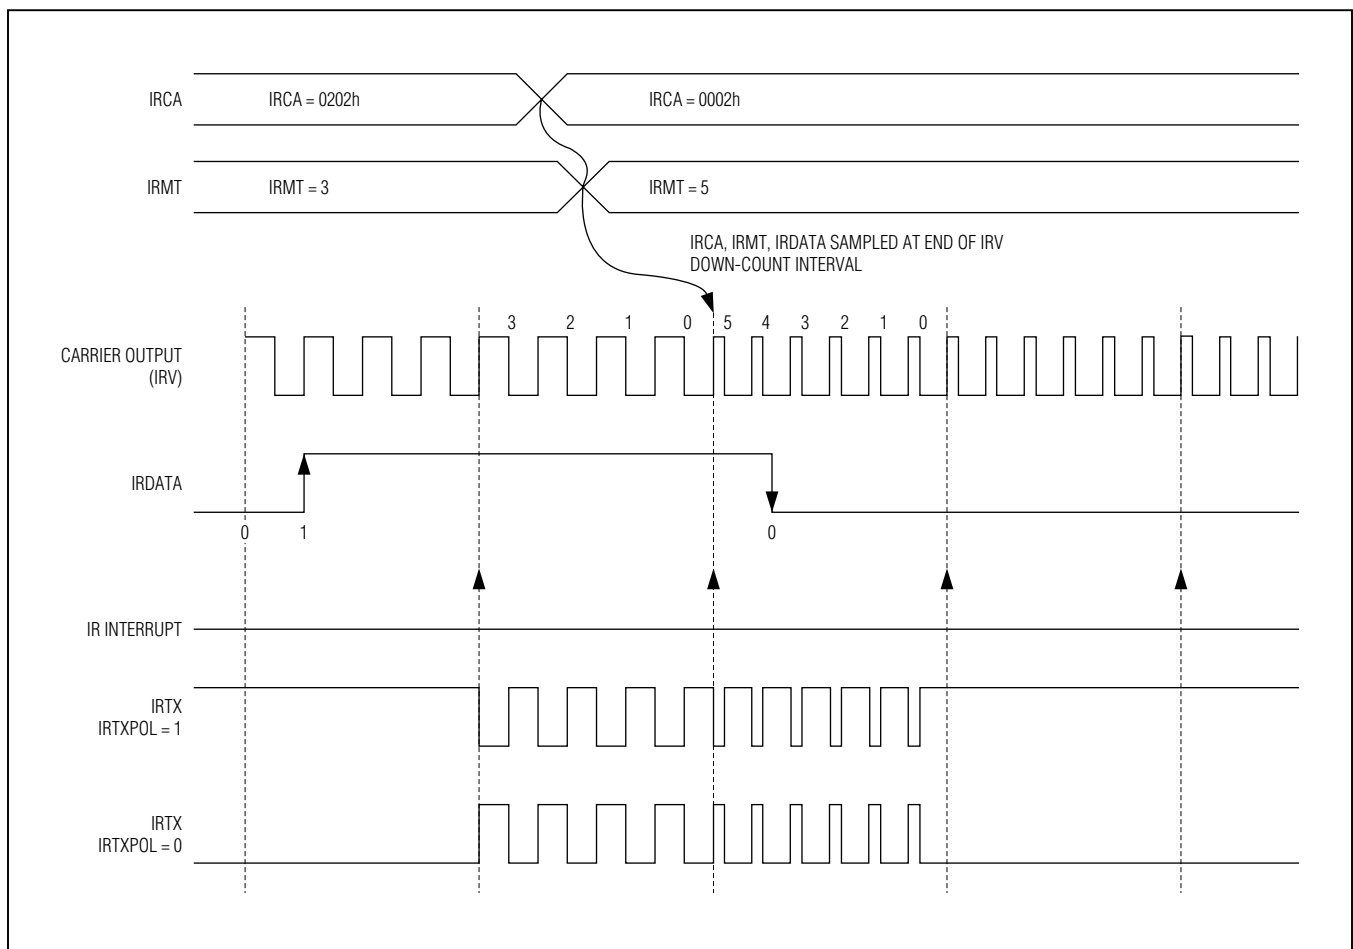 IRCA
IRCA = 0202h
IRCA = 0002h
IRMT
IRMT = 3
IRMT = 5
IRCA, IRMT, IRDATA SAMPLED AT END OF IRV
DOWN-COUNT INTERVAL
3 2 1 0 5 4 3 2 1 0
CARRIER OUTPUT
(IRV)
IRDATA
0 1 0
IR INTERRUPT
IRTX
IRTXPOL = 1
IRTX
IRTXPOL = 0